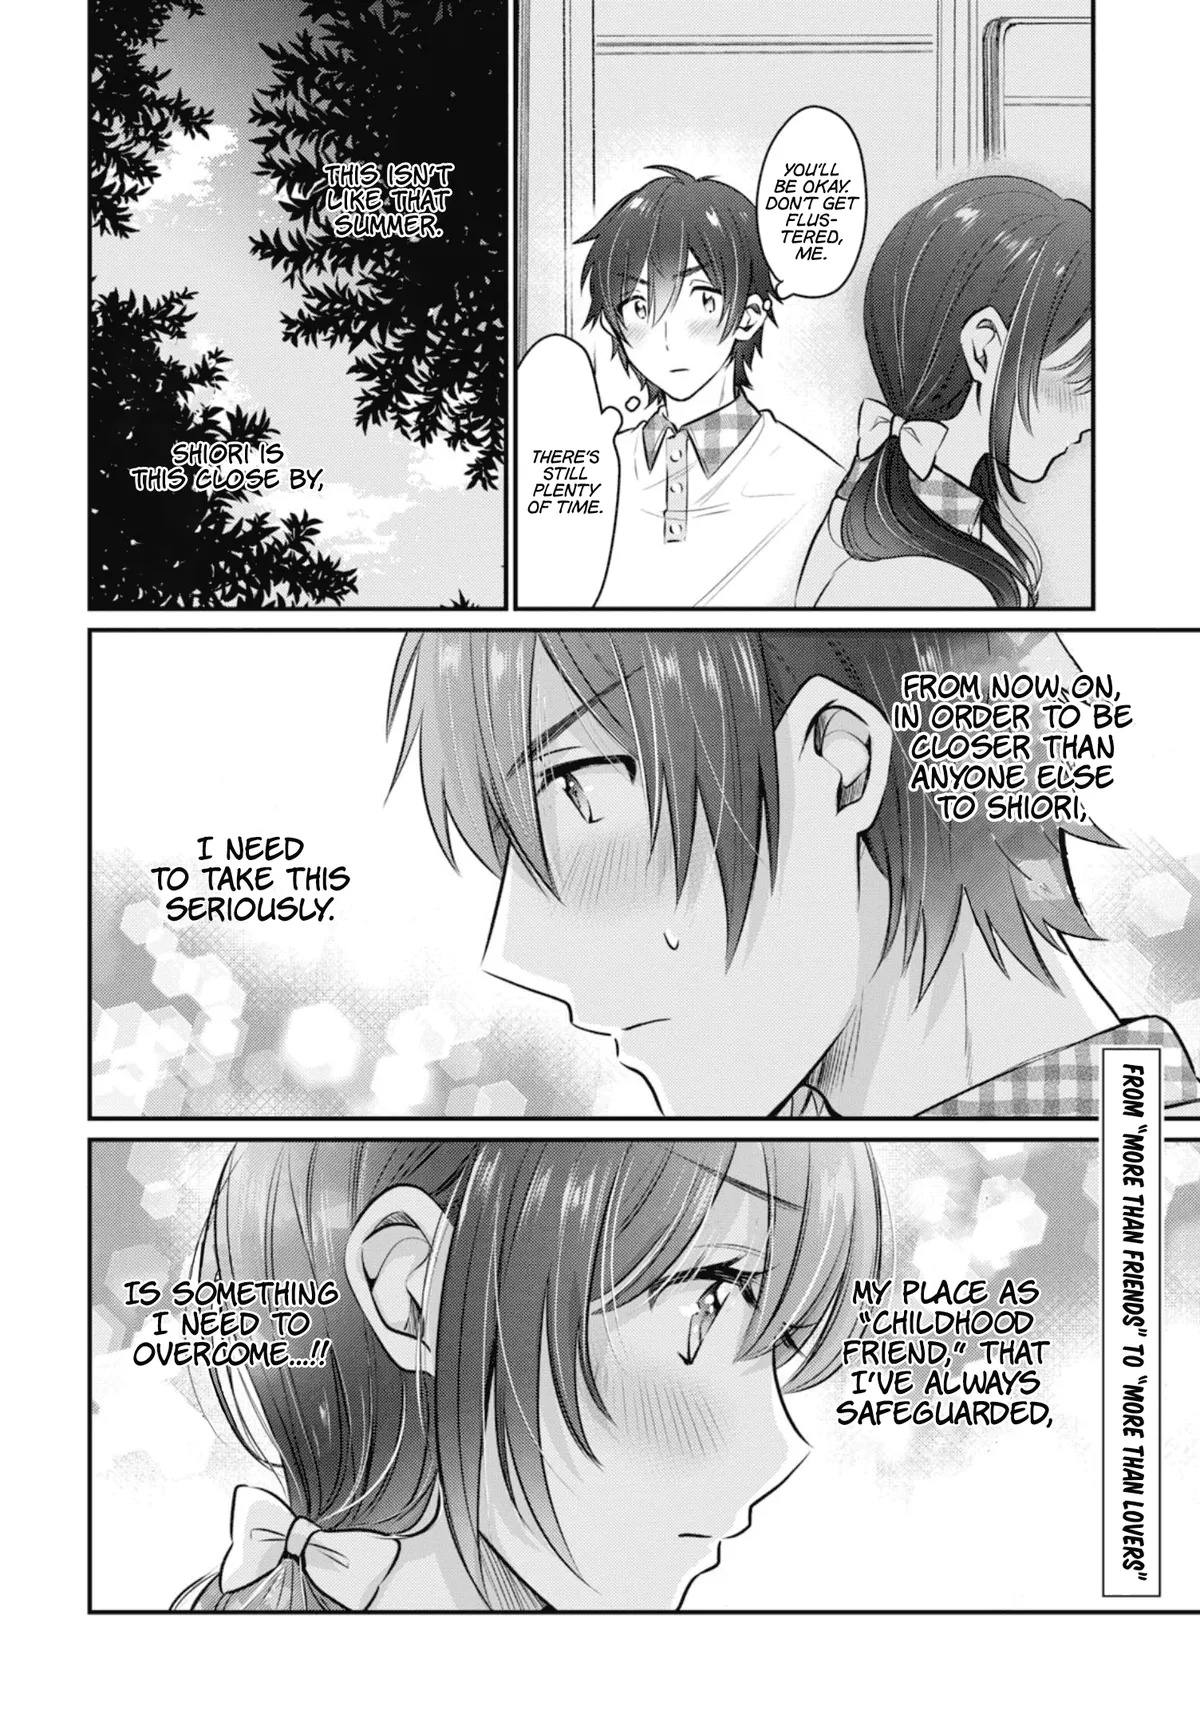 YOU'LL
BE OKAY.
DON'T GET
FLUS-
TERED,
ME.
THERE'S
STILL
PLENTY
OF TIME.
THIS ISN'T
LIKE THAT
SUMMER.
SHIORI IS
THIS CLOSE BY,
FROM NOW ON,
IN ORDER TO BE
CLOSER THAN
ANYONE ELSE
TO SHIORI,
I NEED
TO TAKE THIS
SERIOUSLY.
MY PLACE AS
"CHILDHOOD
FRIEND," THAT
I'VE ALWAYS
SAFEGUARDED,
IS SOMETHING
I NEED TO
OVERCOME...!!
FROM "MORE THAN FRIENDS" TO "MORE THAN LOVERS"